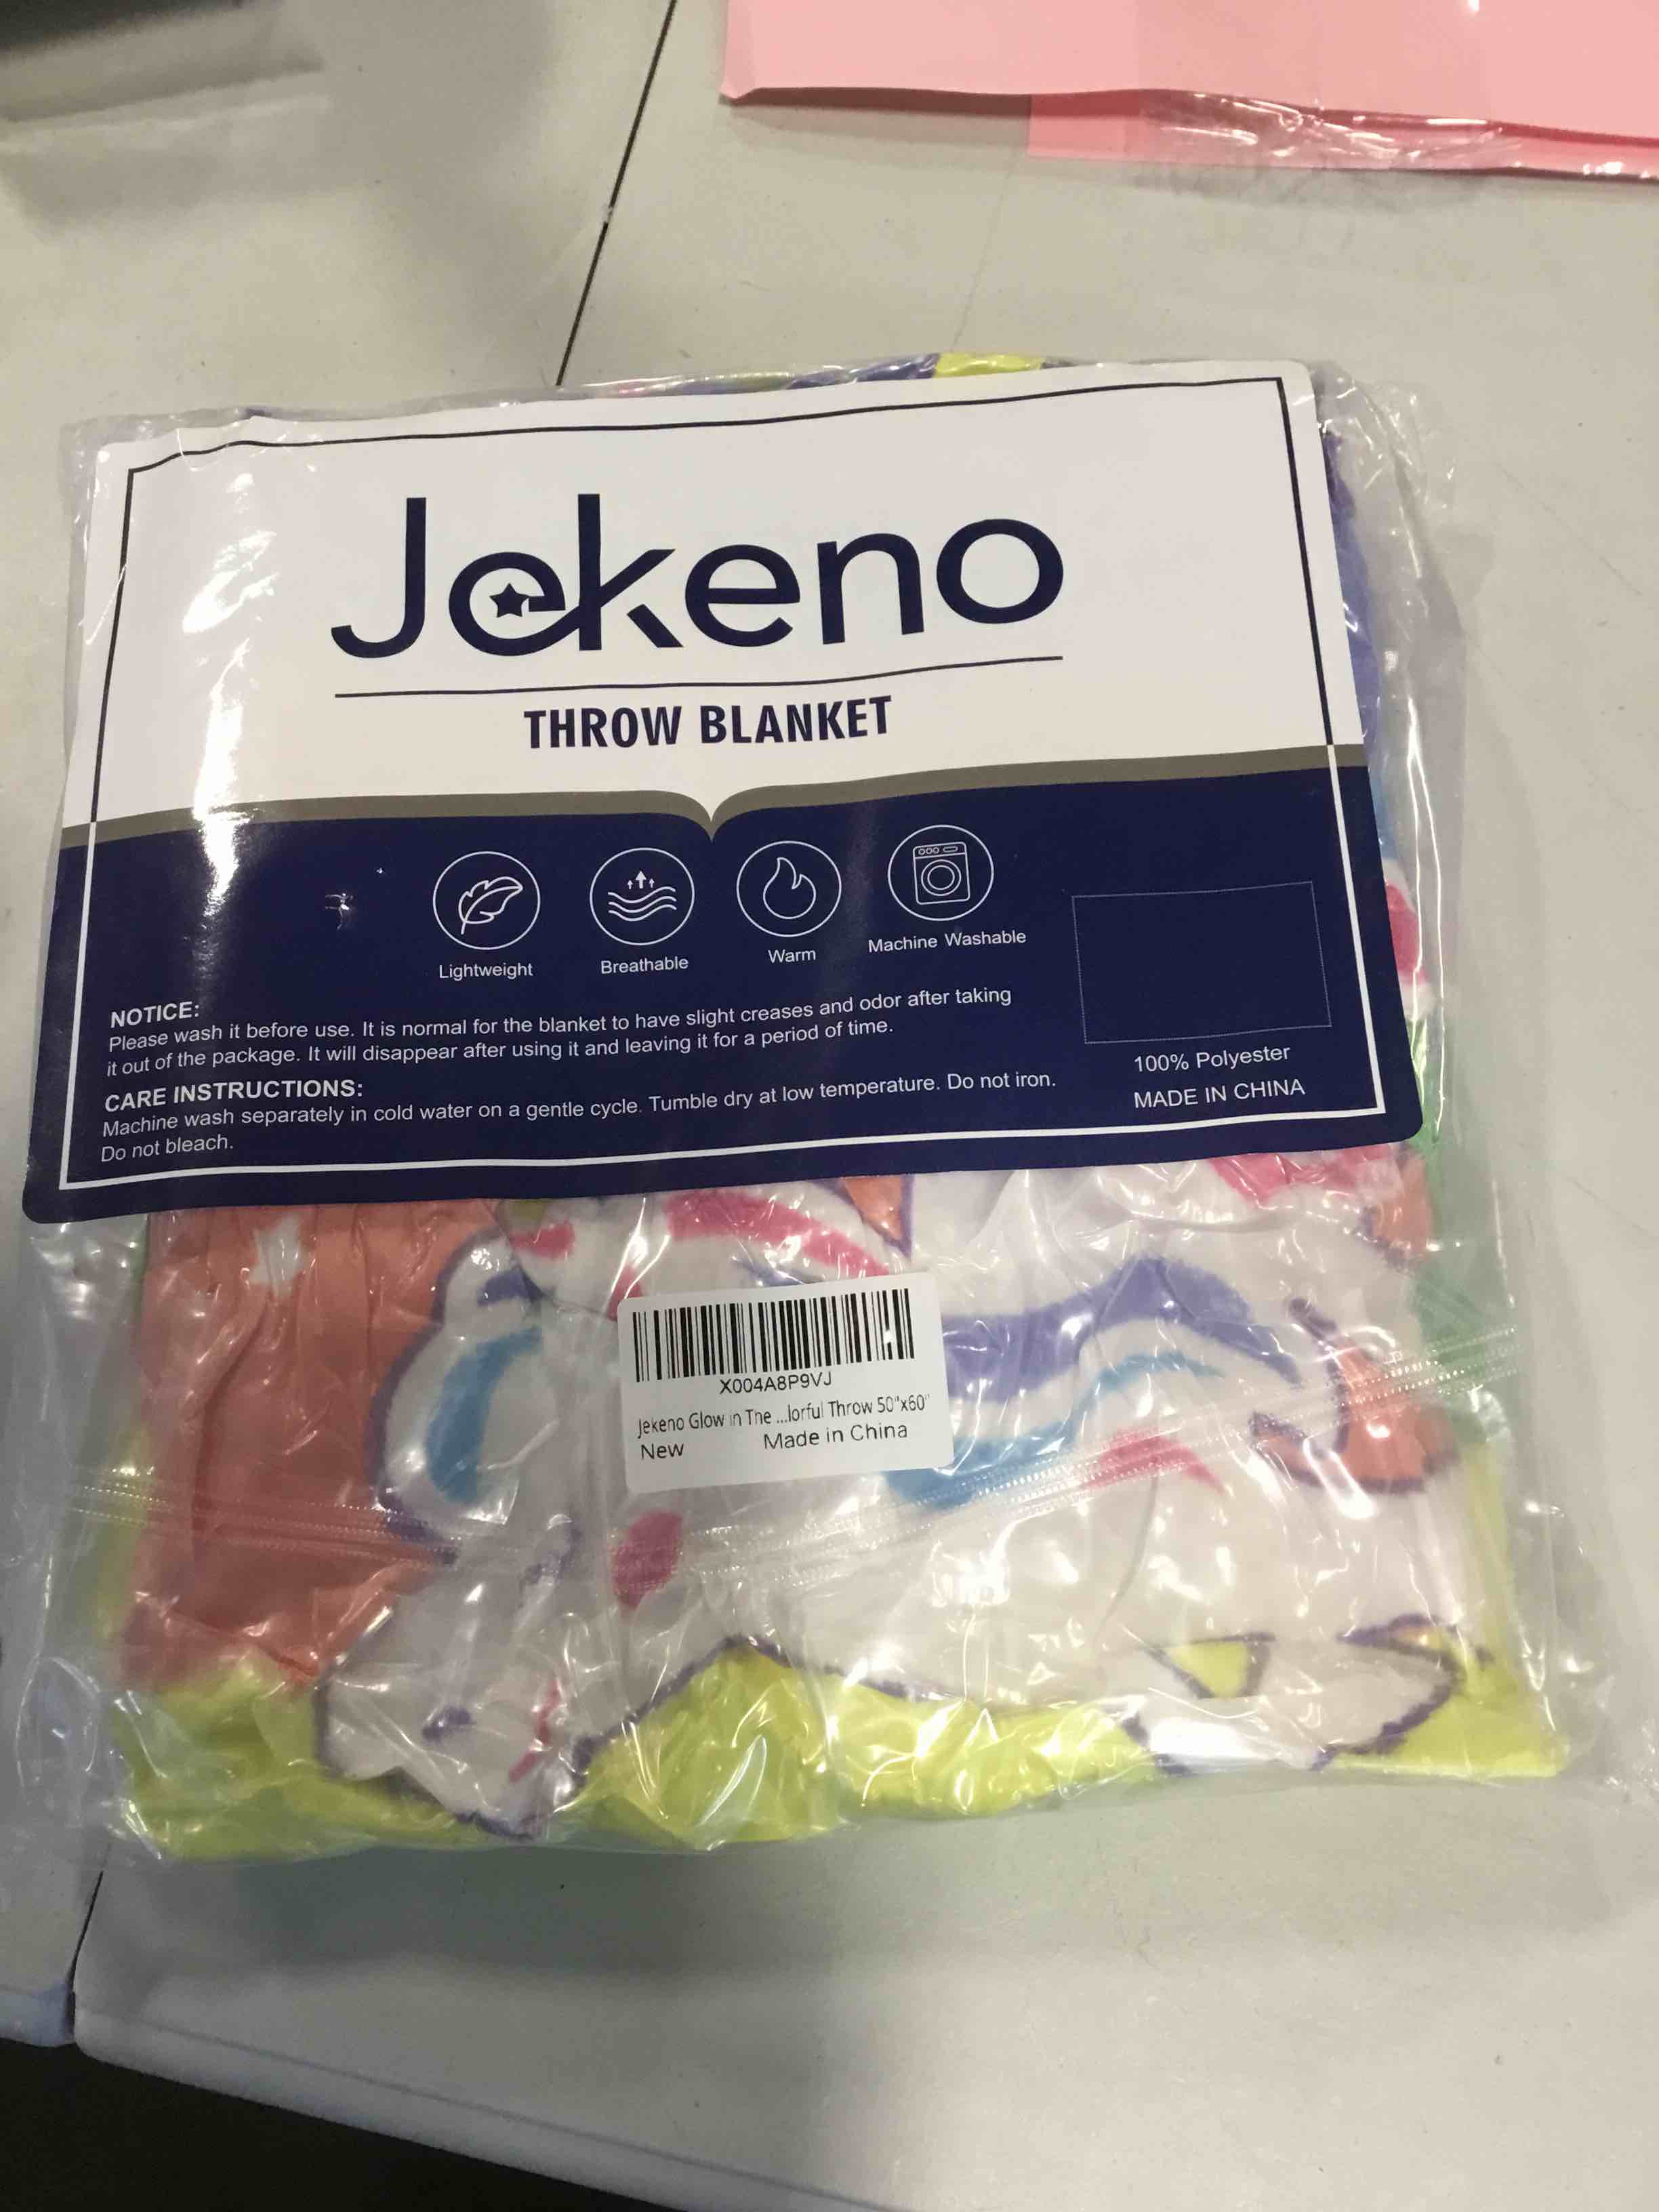 Jekeno
THROW BLANKET
Lightweight
Breathable
Warm
Machine Washable
NOTICE:
Please wash it before use. It is normal for the blanket to have slight creases and odor after taking
it out of the package. It will disappear after using it and leaving it for a period of time.
CARE INSTRUCTIONS:
Machine wash separately in cold water on a gentle cycle. Tumble dry at low temperature. Do not iron.
Do not bleach.
100% Polyester
MADE IN CHINA
X004A8P9VJ
Jekeno Glow in The ...lorful Throw 50"x60"
New Made in China